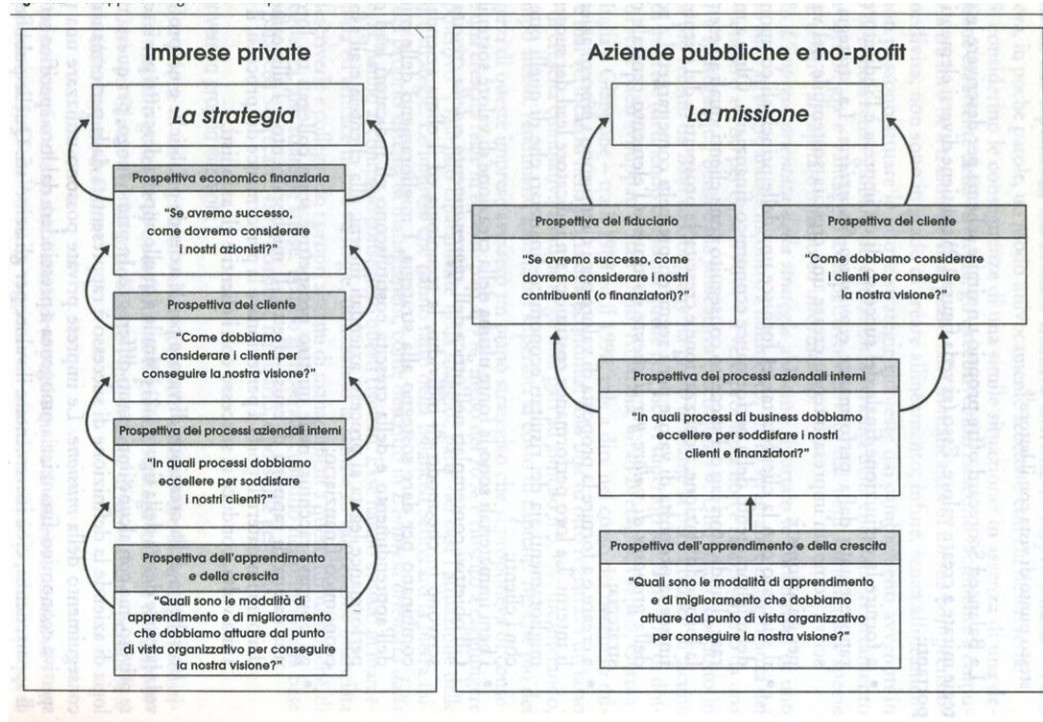 Imprese private
La strategia
Prospettiva economico finanziaria
"Se avremo successo,
come dovremo considerare
i nostri azionisti?"
Prospettiva del cliente
"Come dobbiamo
considerare i clienti per
conseguire la nostra visione?"
Prospettiva dei processi aziendali interni
"In quali processi dobbiamo
eccellere per soddisfare
i nostri clienti?"
Prospettiva dell'apprendimento
e della crescita
"Quali sono le modalità di
apprendimento e di miglioramento
che dobbiamo attuare dal punto
di vista organizzativo per conseguire
la nostra visione?"
Aziende pubbliche e no-profit
La missione
Prospettiva del fiduciario
"Se avremo successo, come
dovremo considerare i nostri
contribuenti (o finanziatori)?"
Prospettiva del cliente
"Come dobbiamo considerare
i clienti per conseguire
la nostra visione?"
Prospettiva dei processi aziendali interni
"In quali processi di business dobbiamo
eccellere per soddisfare i nostri
clienti e finanziatori?"
Prospettiva dell'apprendimento e della crescita
"Quali sono le modalità di apprendimento
e di miglioramento che dobbiamo
attuare dal punto di vista organizzativo
per conseguire la nostra visione?"